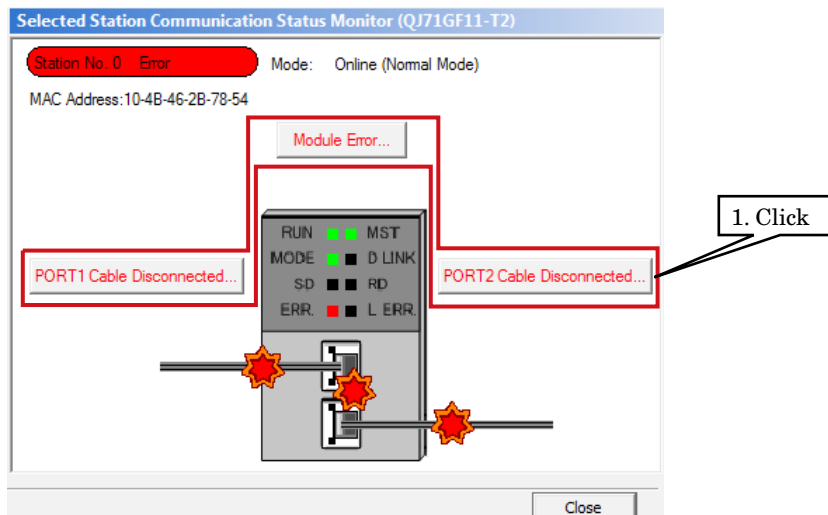 Selected Station Communication Status Monitor (QJ71GF11-T2)
Station No. 0 Error
Mode: Online (Normal Mode)
MAC Address:10-4B-46-2B-78-54
Module Error...
1. Click
RUN MST
MODE D LINK
SD RD
ERR. L ERR.
PORT1 Cable Disconnected...
PORT2 Cable Disconnected...
Close